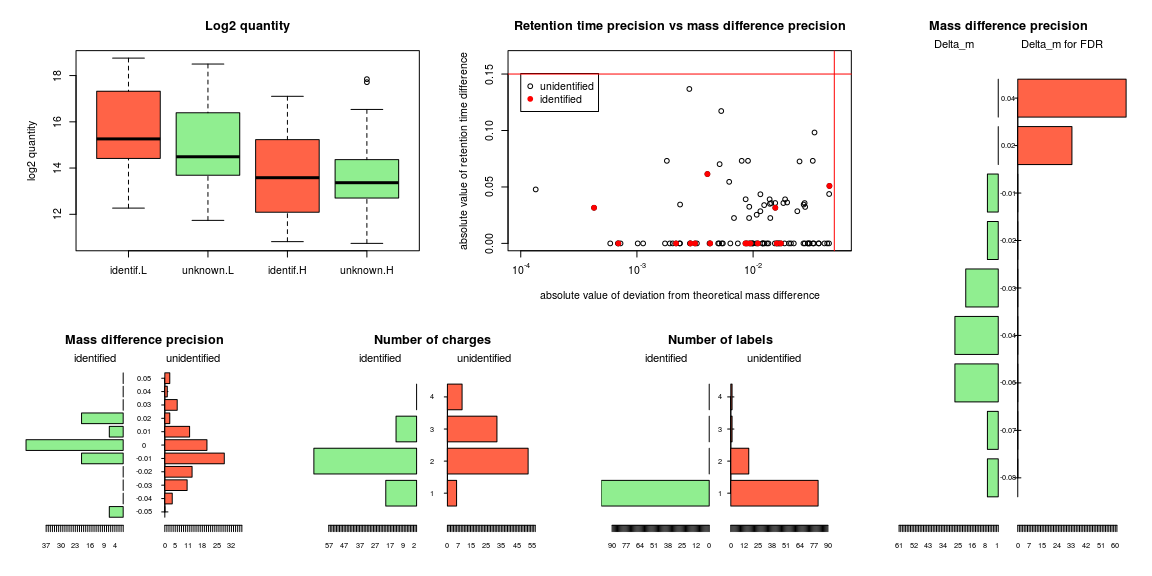 Log2 quantity
log2 quantity
18
16
14
12
identif.L
unknown.L
identif.H
unknown.H
Retention time precision vs mass difference precision
absolute value of retention time difference
0.15
0.10
0.05
0.00
unidentified
identified
10-4
10-3
10-2
absolute value of deviation from theoretical mass difference
Mass difference precision
Delta_m
Delta_m for FDR
0.04
0.02
-0.01
-0.02
-0.03
-0.04
-0.06
-0.07
-0.08
61 52 43 34 25 16 8 1
0 7 15 24 33 42 51 60
Mass difference precision
identified
unidentified
0.05
0.04
0.03
0.02
0.01
0
-0.01
-0.02
-0.03
-0.04
-0.05
37 30 23 16 9 4
0 5 11 18 25 32
Number of charges
identified
unidentified
4
3
2
1
57 47 37 27 17 9 2
0 7 15 25 35 45 55
Number of labels
identified
unidentified
4
3
2
1
90 77 64 51 38 25 12 0
0 12 25 38 51 64 77 90